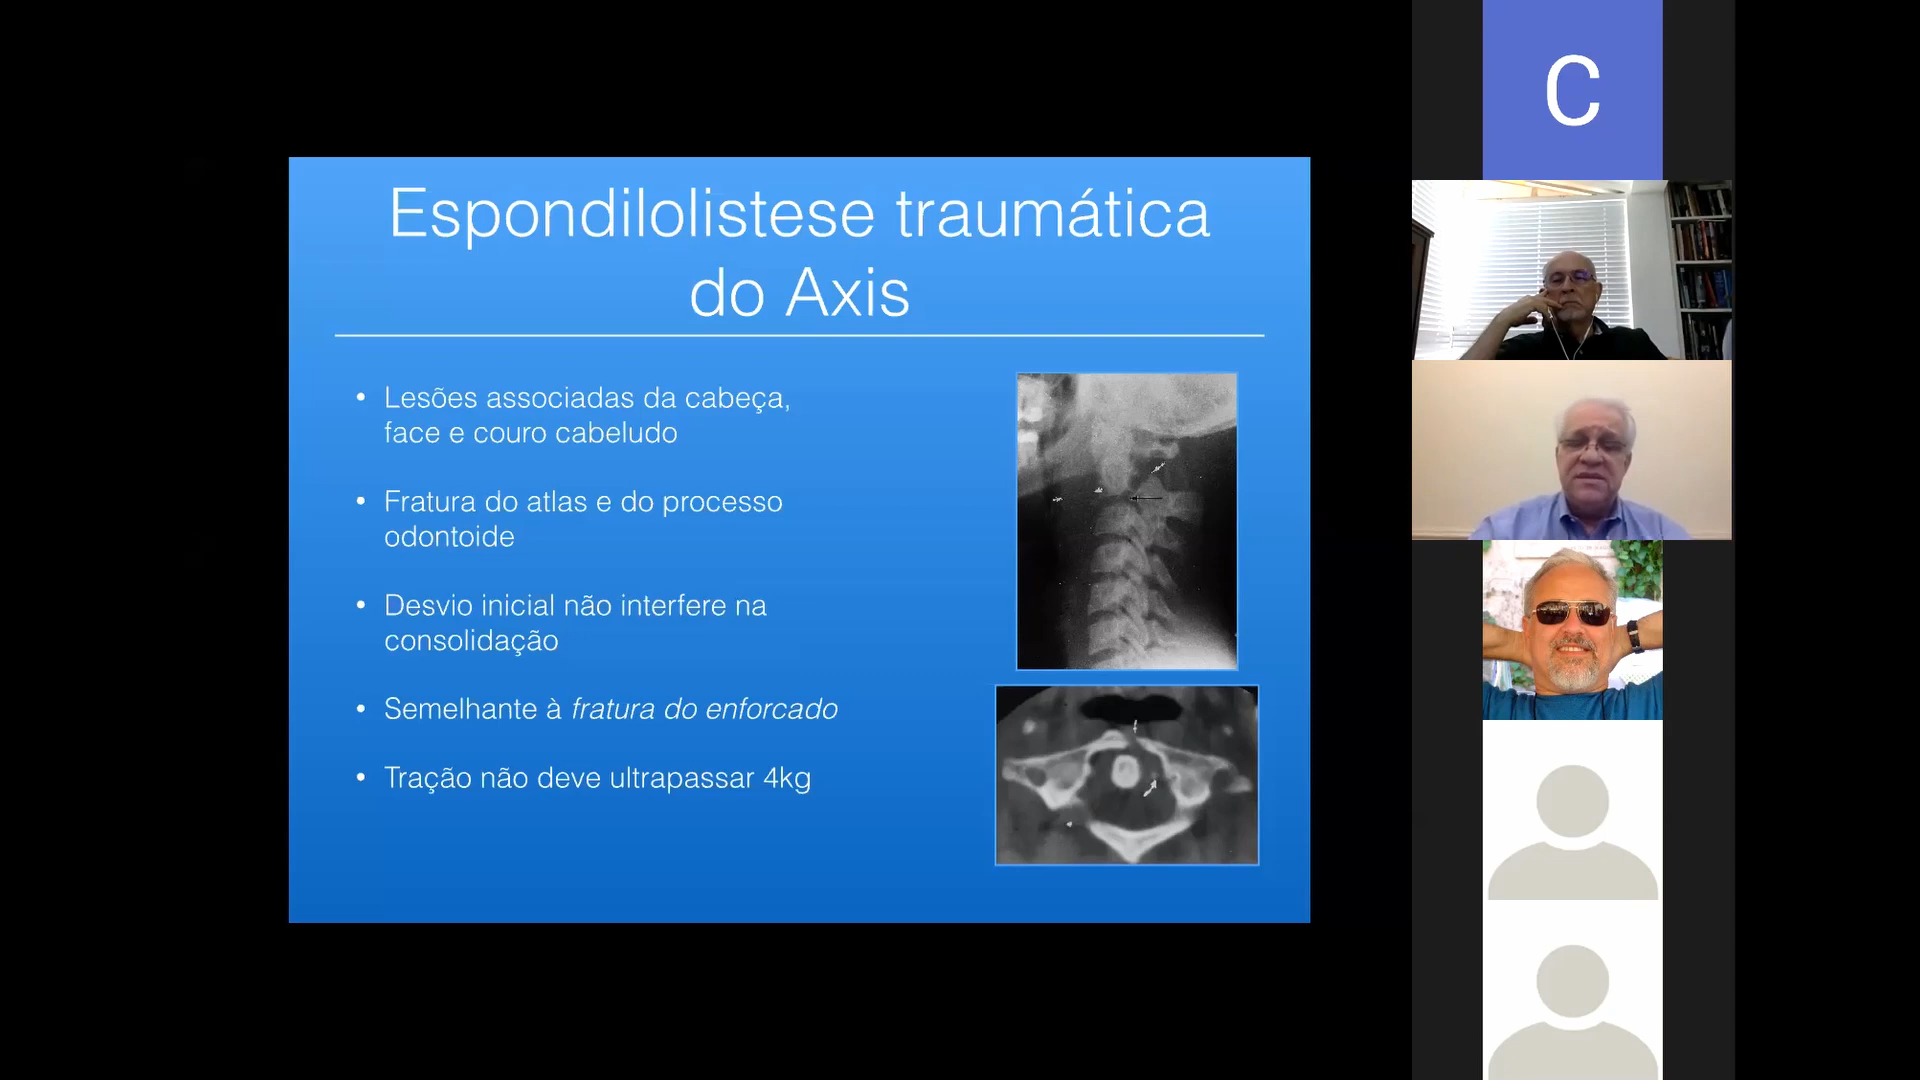 Espondilolistese traumática
do Axis
• Lesões associadas da cabeça,
face e couro cabeludo
• Fratura do atlas e do processo
odontoide
• Desvio inicial não interfere na
consolidação
• Semelhante à fratura do enforcado
• Tração não deve ultrapassar 4kg
C